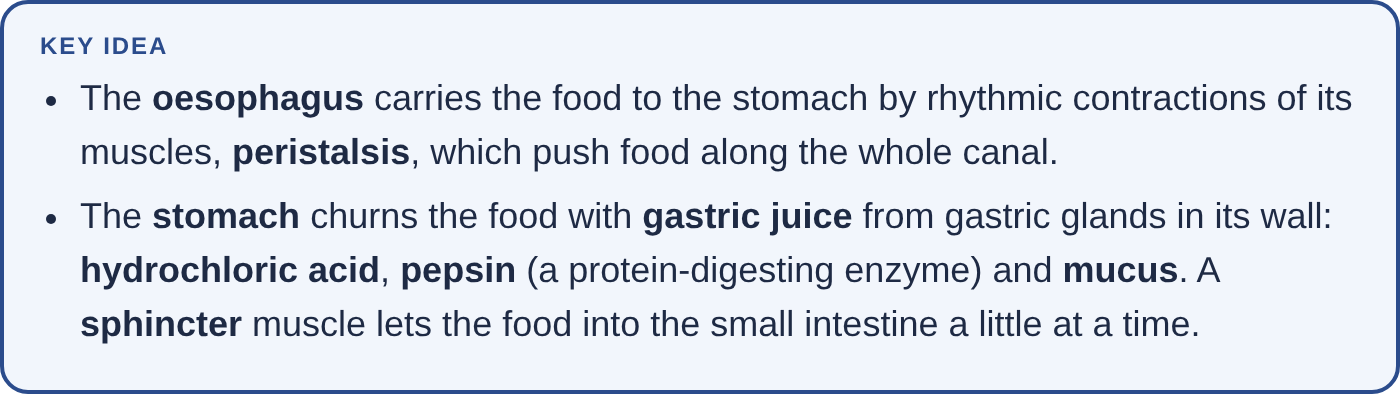 KEY IDEA
• The oesophagus carries the food to the stomach by rhythmic contractions of its
muscles, peristalsis, which push food along the whole canal.
• The stomach churns the food with gastric juice from gastric glands in its wall:
hydrochloric acid, pepsin (a protein-digesting enzyme) and mucus. A
sphincter muscle lets the food into the small intestine a little at a time.